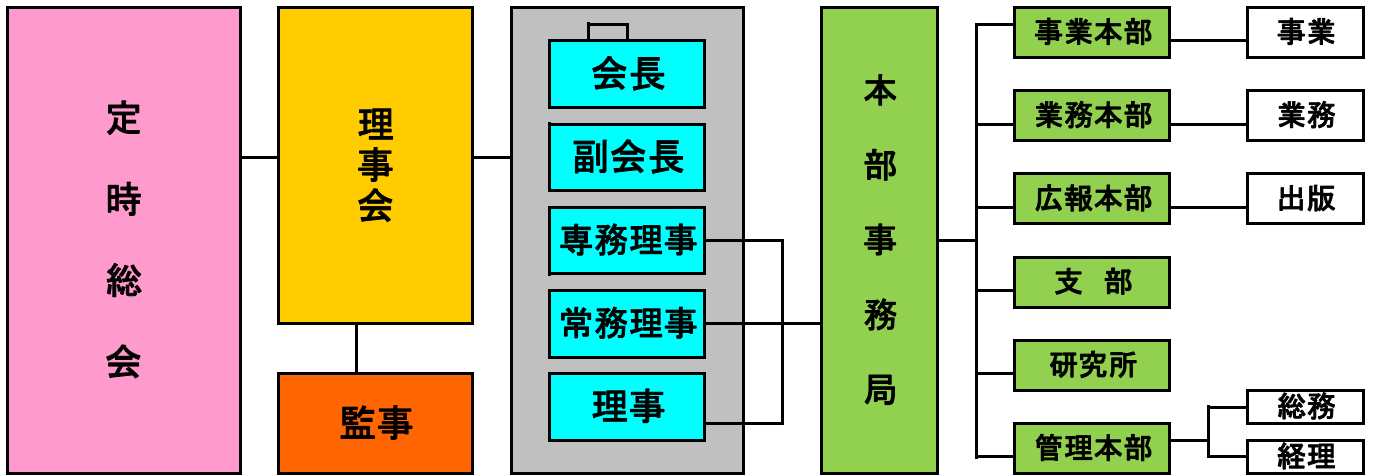 定時総会
理事会
監事
会長
副会長
専務理事
常務理事
理事
本部事務局
事業本部
事業
業務本部
業務
広報本部
出版
支 部
研究所
管理本部
総務
経理